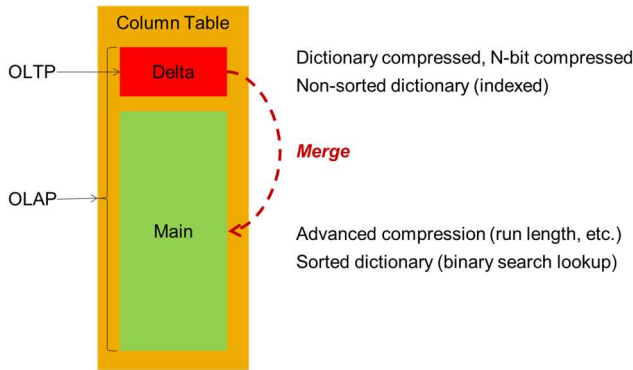 Column Table
OLTP
Delta
Dictionary compressed, N-bit compressed
Non-sorted dictionary (indexed)
Merge
OLAP
Main
Advanced compression (run length, etc.)
Sorted dictionary (binary search lookup)